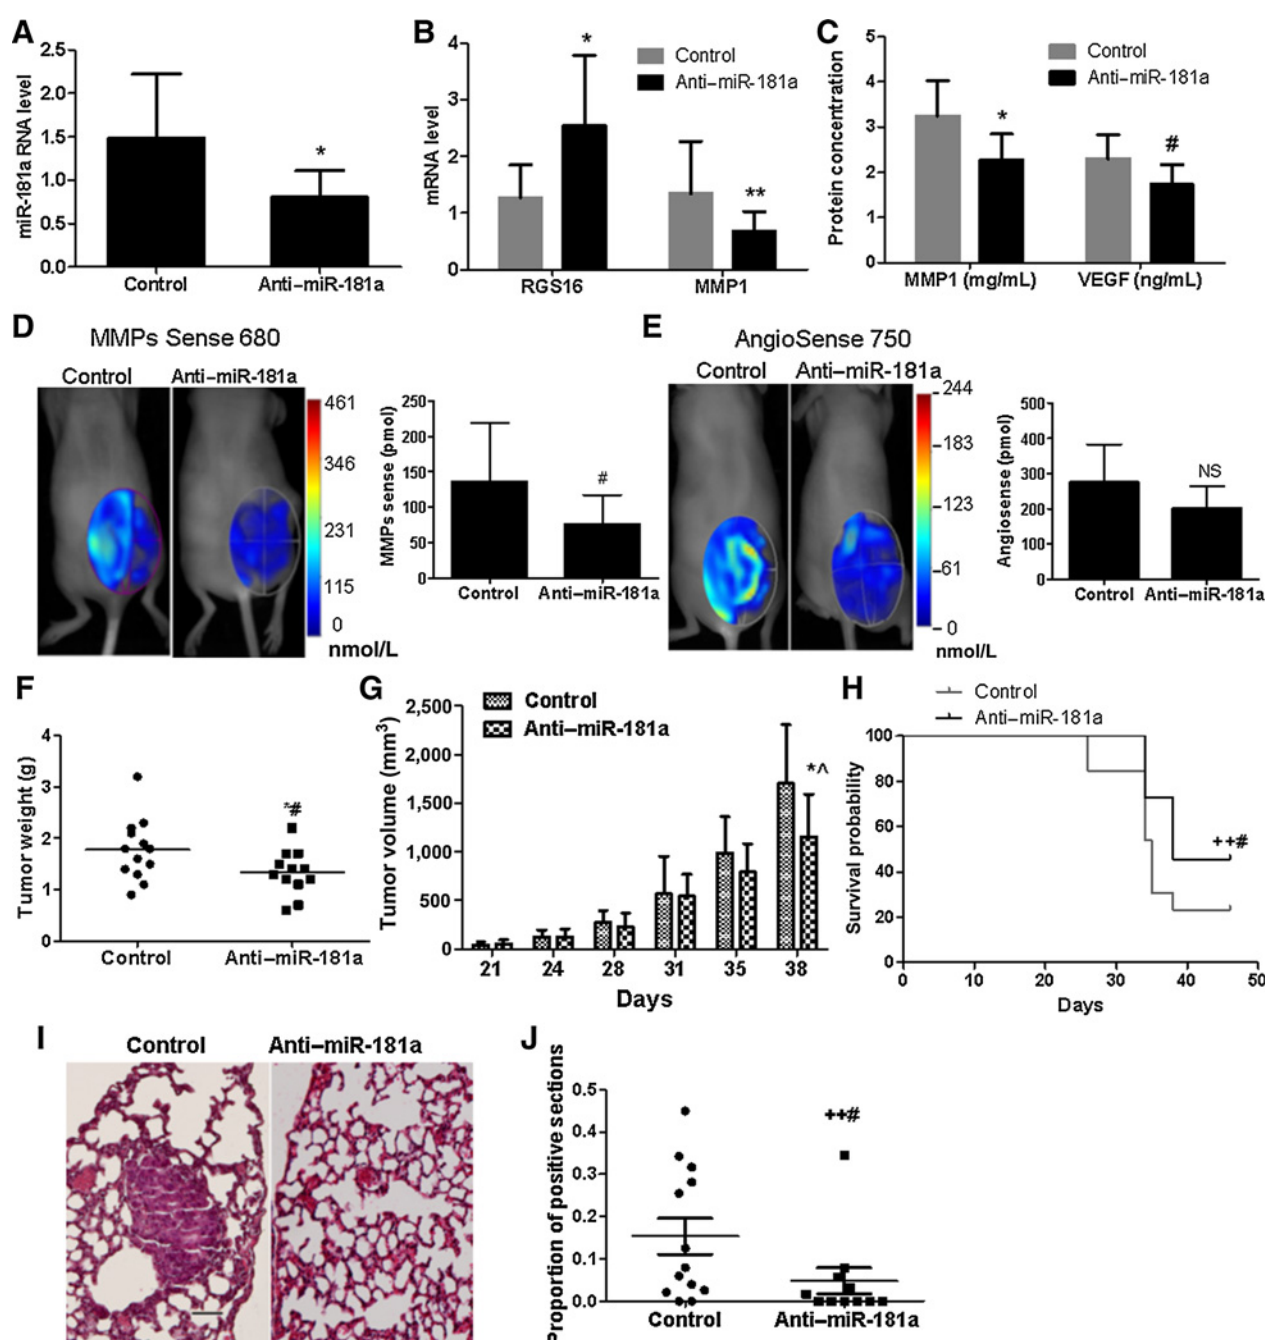 A
miR-181a RNA level
2.5
2.0
1.5
1.0
0.5
0.0
*
Control
Anti–miR-181a
B
mRNA level
4
3
2
1
0
Control
Anti–miR-181a
*
**
RGS16
MMP1
C
Protein concentration
5
4
3
2
1
0
Control
Anti–miR-181a
*
#
MMP1 (mg/mL)
VEGF (ng/mL)
D
MMPs Sense 680
Control
Anti–miR-181a
461
346
231
115
0
nmol/L
MMPs sense (pmol)
250
200
150
100
50
0
#
Control
Anti–miR-181a
E
AngioSense 750
Control
Anti–miR-181a
244
183
123
61
0
nmol/L
Angiosense (pmol)
500
400
300
200
100
0
NS
Control
Anti–miR-181a
F
Tumor weight (g)
4
3
2
1
0
*#
Control
Anti–miR-181a
G
Tumor volume (mm³)
2,500
2,000
1,500
1,000
500
0
Control
Anti–miR-181a
*^
21
24
28
31
35
38
Days
H
Control
Anti–miR-181a
Survival probability
100
80
60
40
20
0
++#
0
10
20
30
40
50
Days
I
Control
Anti–miR-181a
J
Proportion of positive sections
0.5
0.4
0.3
0.2
0.1
0.0
++#
Control
Anti–miR-181a